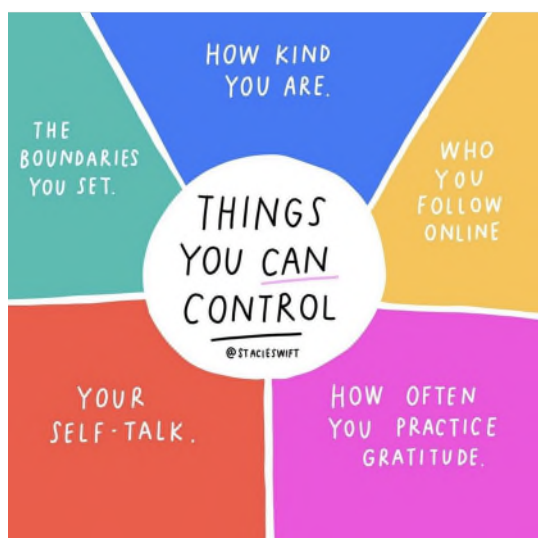 HOW KIND
YOU ARE.
THE
BOUNDARIES
YOU SET.
WHO
YOU
FOLLOW
ONLINE
THINGS
YOU CAN
CONTROL
@STACIESWIFT
YOUR
SELF-TALK.
HOW OFTEN
YOU PRACTICE
GRATITUDE.